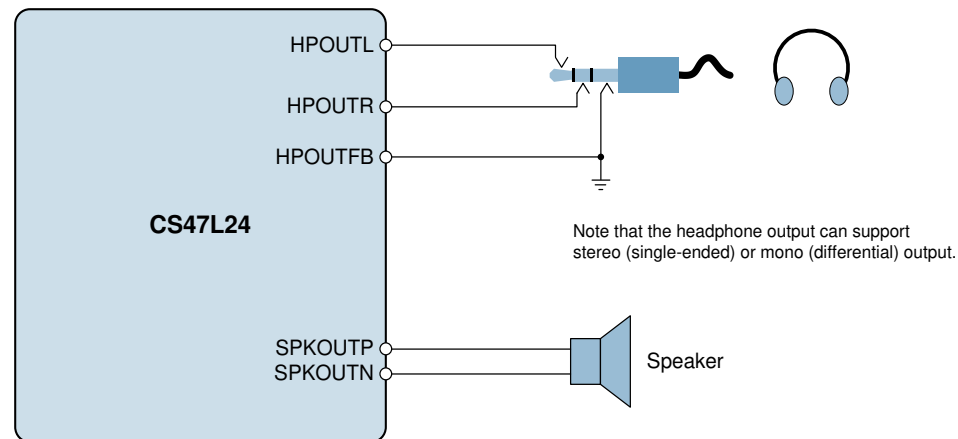 HPOUTL
HPOUTR
HPOUTFB
CS47L24
Note that the headphone output can support
stereo (single-ended) or mono (differential) output.
SPKOUTP
SPKOUTN
Speaker